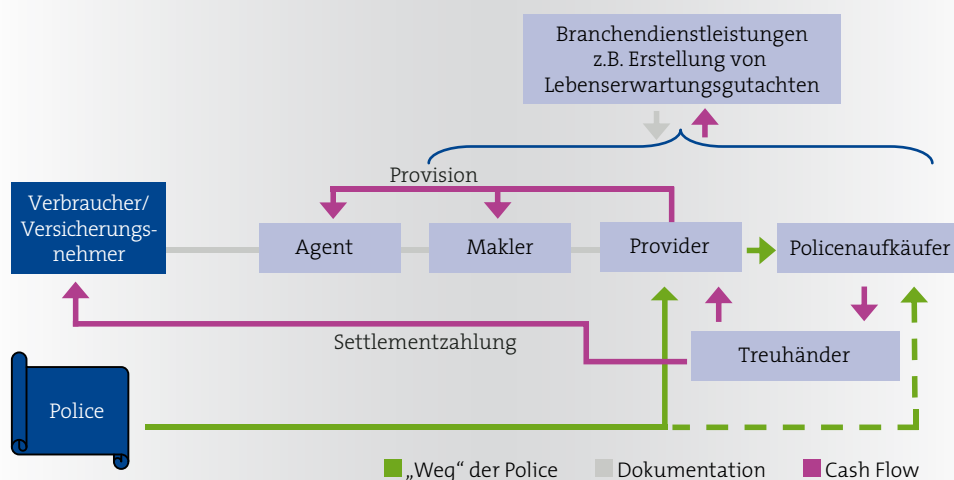 Branchendienstleistungen
z.B. Erstellung von
Lebenserwartungsgutachten
Provision
Verbraucher/
Versicherungs-
nehmer
Agent
Makler
Provider
Policenaufkäufer
Settlementzahlung
Treuhänder
Police
„Weg“ der Police
Dokumentation
Cash Flow